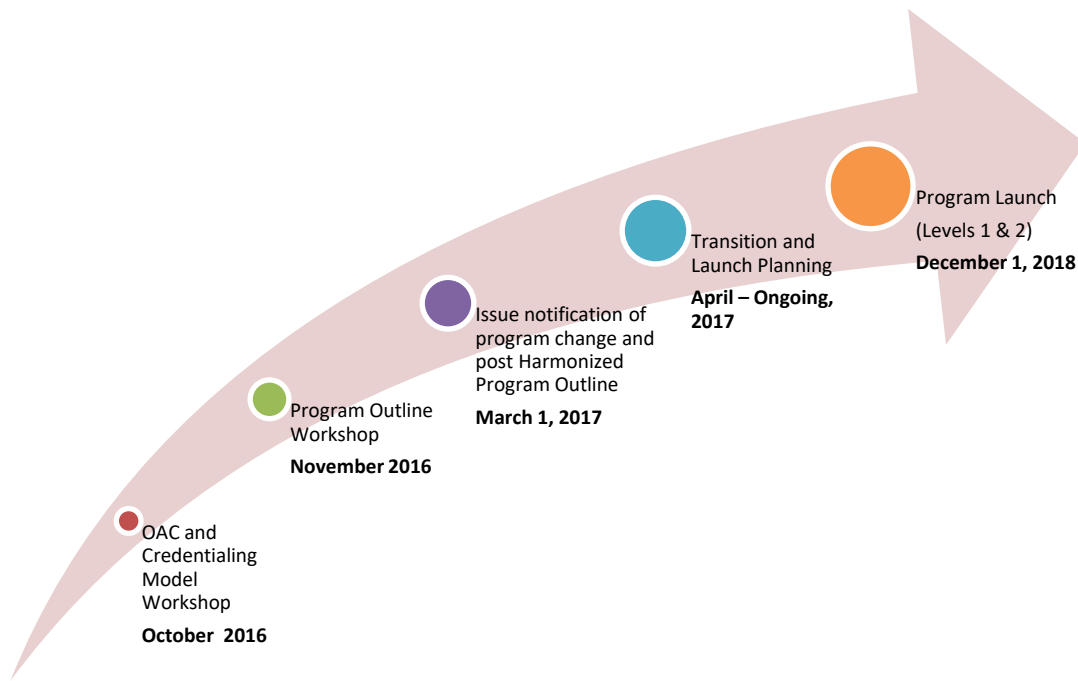 OAC and
Credentialing
Model
Workshop
October  2016
Program Outline
Workshop
November 2016
Issue notification of
program change and
post Harmonized
Program Outline
March 1, 2017
Transition and
Launch Planning
April – Ongoing,
2017
Program Launch
(Levels 1 & 2)
December 1, 2018